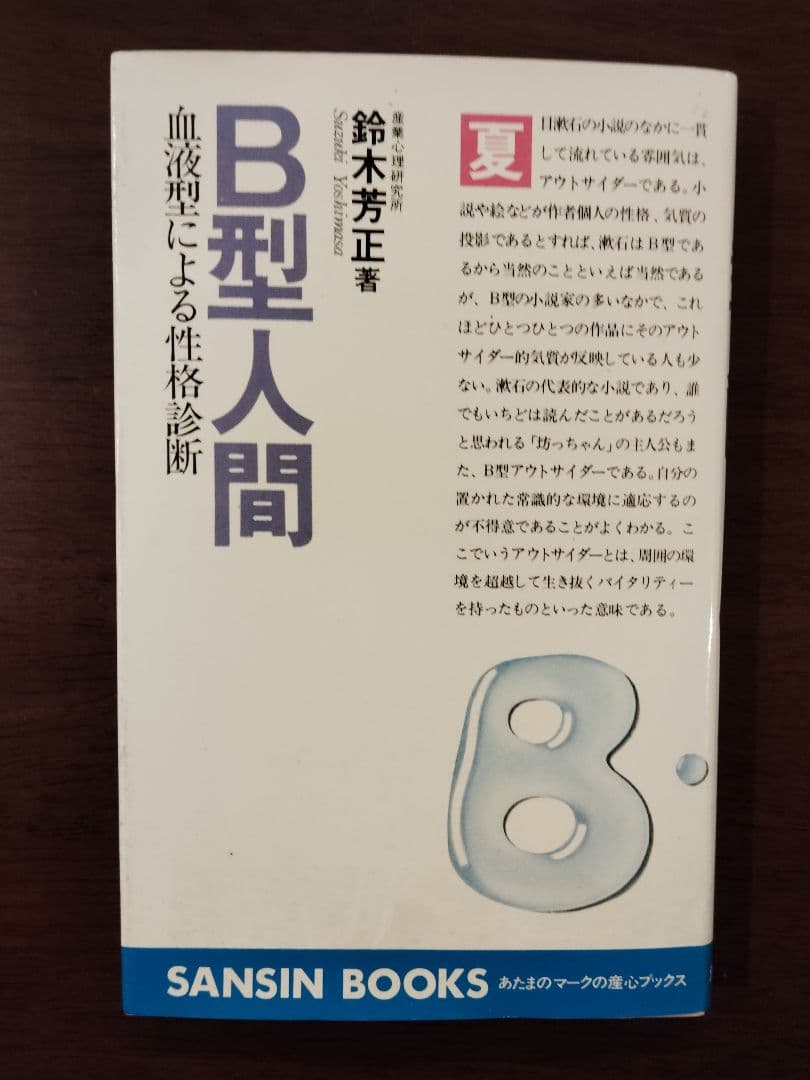 B型人間
血液型による性格診断
産業心理研究所
鈴木芳正著
Suzuki Yoshimasa
夏目漱石の小説のなかに一貫
して流れている雰囲気は、
アウトサイダーである。小
説や絵などが作者個人の性格、気質の
投影であるとすれば、漱石はB型であ
るから当然のことといえば当然である
が、B型の小説家の多いなかで、これ
ほどひとつひとつの作品にそのアウト
サイダー的気質が反映している人も少
ない。漱石の代表的な小説であり、誰
でもいちどは読んだことがあるだろう
と思われる「坊っちゃん」の主人公もま
た、B型アウトサイダーである。自分の
置かれた常識的な環境に適応するの
が不得意であることがよくわかる。こ
こでいうアウトサイダーとは、周囲の環
境を超越して生き抜くバイタリティー
を持ったものといった意味である。
B
SANSIN BOOKS あたまのマークの産心ブックス